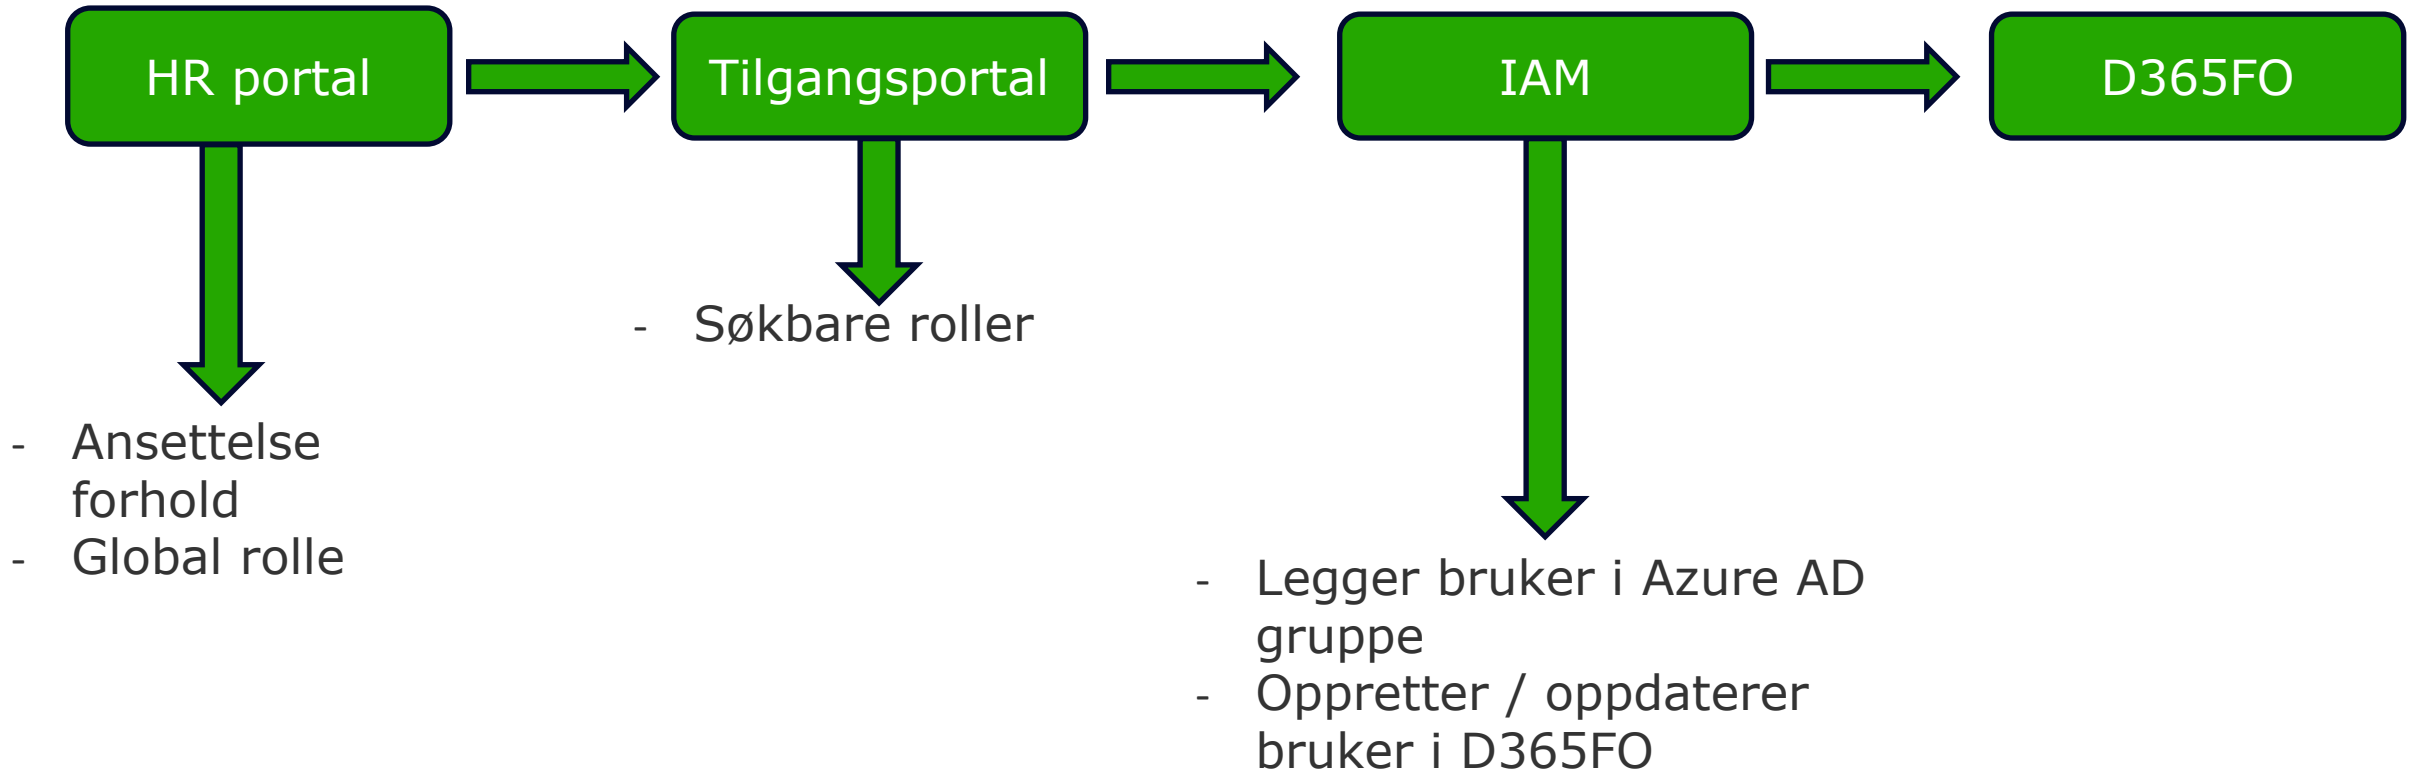 HR portal
Tilgangsportal
IAM
D365FO
- Søkbare roller
- Ansettelse
forhold
- Global rolle
- Legger bruker i Azure AD
gruppe
- Oppretter / oppdaterer
bruker i D365FO